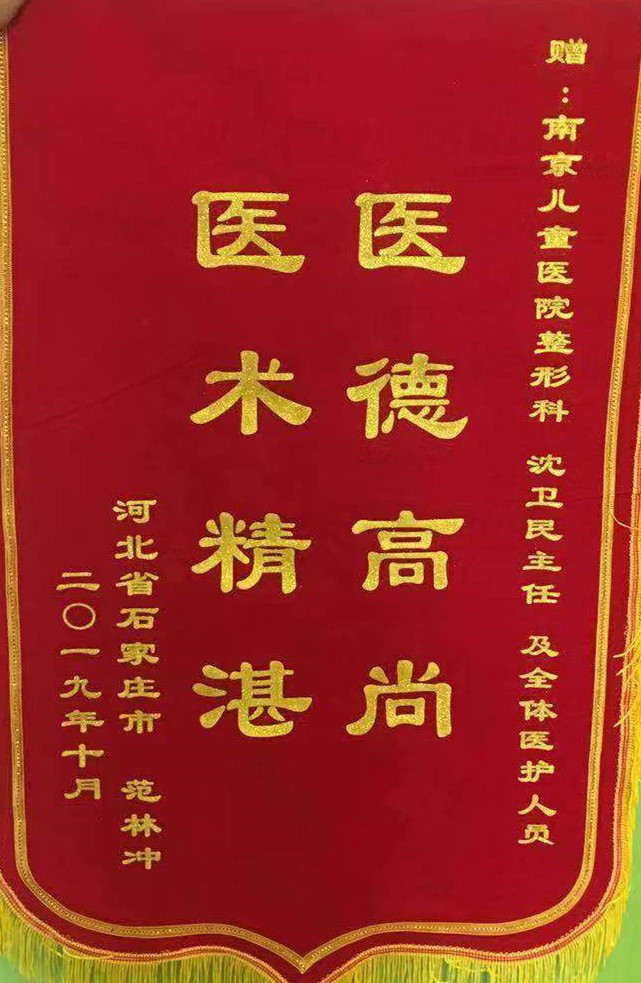 赠：南京儿童医院整形科 沈卫民主任 及全体医护人员
医德高尚
医术精湛
河北省石家庄市 范林冲
二〇一九年十月